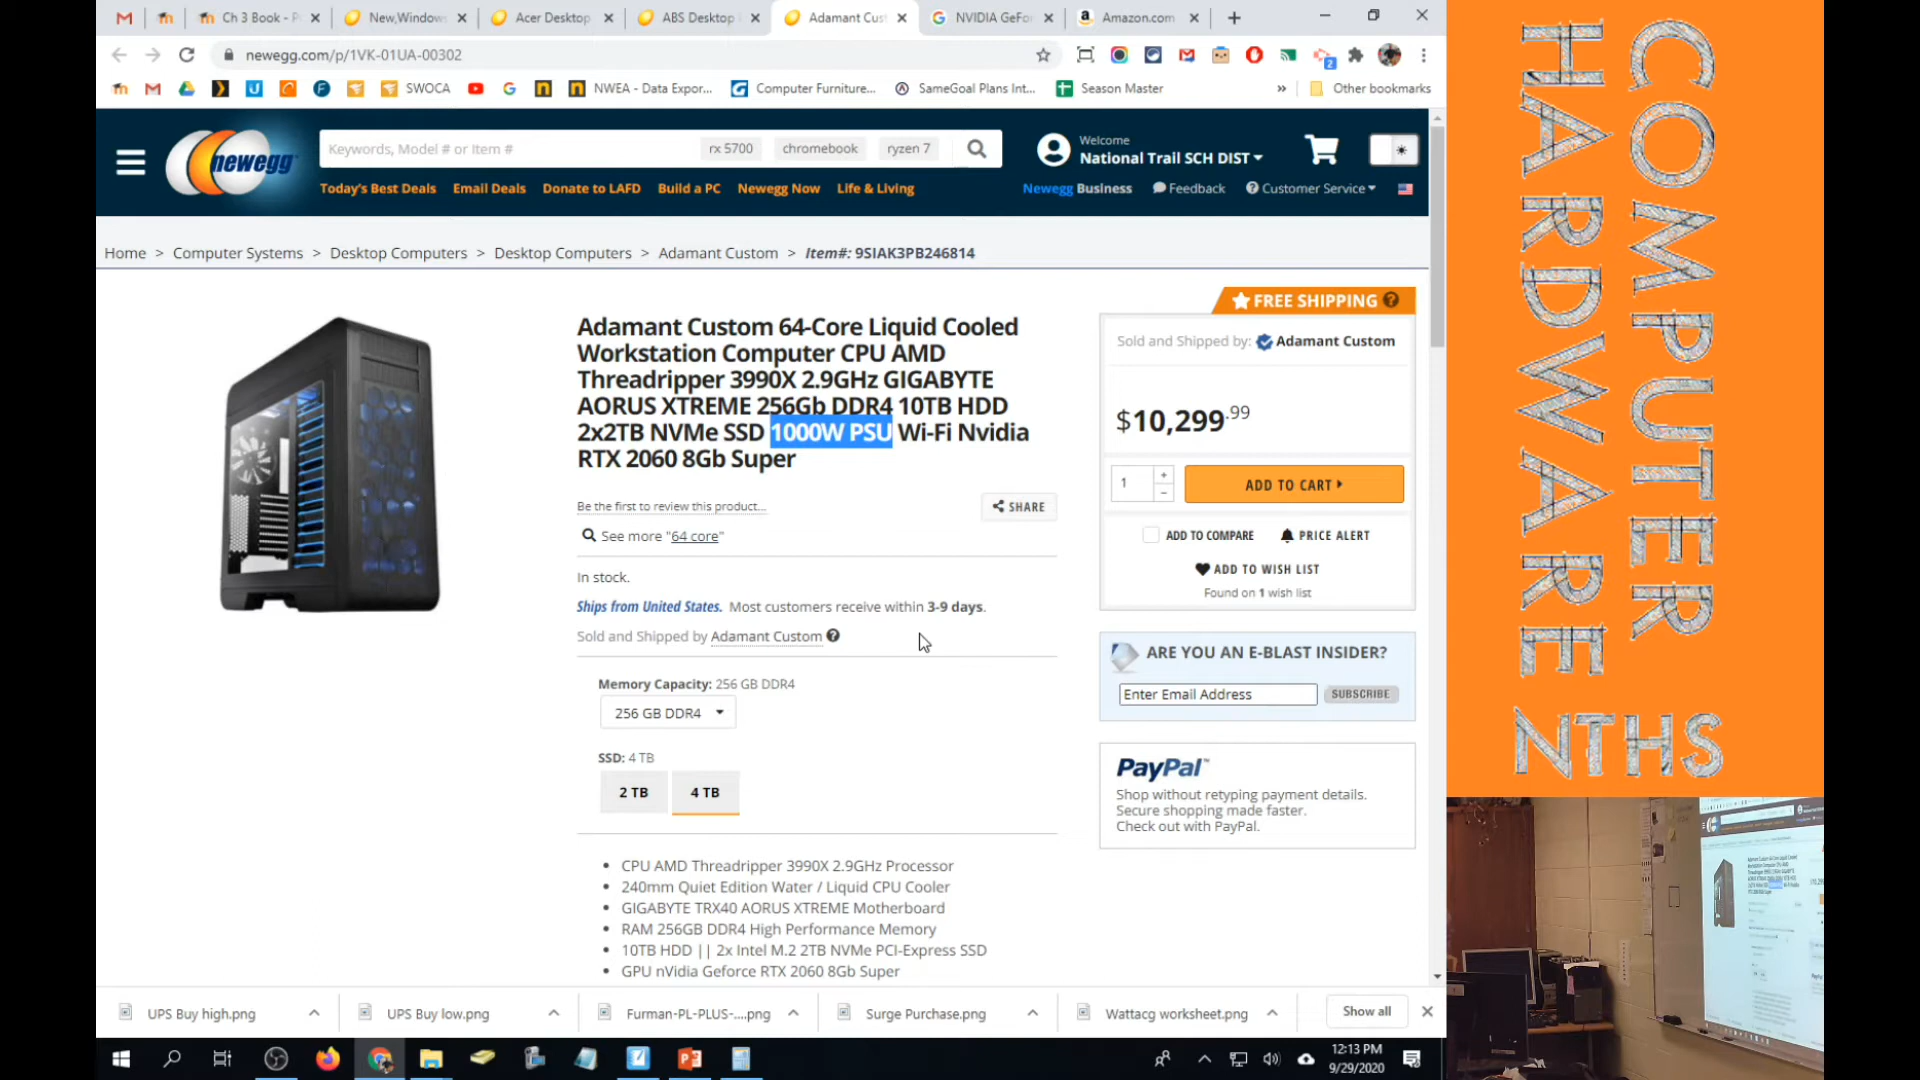 Ch 3 Book - P
New,Window
Acer Desktop
ABS Desktop
Adamant Cus
NVIDIA GeFo
Amazon.com
newegg.com/p/1VK-01UA-00302
2
SWOCA
NWEA - Data Expor...
Computer Furniture...
SameGoal Plans Int...
Season Master
»
Other bookmarks
newegg
Keywords, Model # or Item #
rx 5700
chromebook
ryzen 7
Welcome
National Trail SCH DIST
Today's Best Deals
Email Deals
Donate to LAFD
Build a PC
Newegg Now
Life & Living
Newegg Business
Feedback
Customer Service
Home > Computer Systems > Desktop Computers > Desktop Computers > Adamant Custom > Item#: 9SIAK3PB246814
Adamant Custom 64-Core Liquid Cooled
Workstation Computer CPU AMD
Threadripper 3990X 2.9GHz GIGABYTE
AORUS XTREME 256Gb DDR4 10TB HDD
2x2TB NVMe SSD 1000W PSU Wi-Fi Nvidia
RTX 2060 8Gb Super
Be the first to review this product...
SHARE
See more "64 core"
In stock.
Ships from United States. Most customers receive within 3-9 days.
Sold and Shipped by Adamant Custom
Memory Capacity: 256 GB DDR4
256 GB DDR4
SSD: 4 TB
2 TB
4 TB
• CPU AMD Threadripper 3990X 2.9GHz Processor
• 240mm Quiet Edition Water / Liquid CPU Cooler
• GIGABYTE TRX40 AORUS XTREME Motherboard
• RAM 256GB DDR4 High Performance Memory
• 10TB HDD || 2x Intel M.2 2TB NVMe PCI-Express SSD
• GPU nVidia Geforce RTX 2060 8Gb Super
FREE SHIPPING
Sold and Shipped by: Adamant Custom
$10,299.99
1
ADD TO CART
ADD TO COMPARE
PRICE ALERT
ADD TO WISH LIST
Found on 1 wish list
ARE YOU AN E-BLAST INSIDER?
Enter Email Address
SUBSCRIBE
PayPal™
Shop without retyping payment details.
Secure shopping made faster.
Check out with PayPal.
UPS Buy high.png
UPS Buy low.png
Furman-PL-PLUS-....png
Surge Purchase.png
Wattacg worksheet.png
Show all
12:13 PM
9/29/2020
COMPUTER
HARDWARE
NTHS